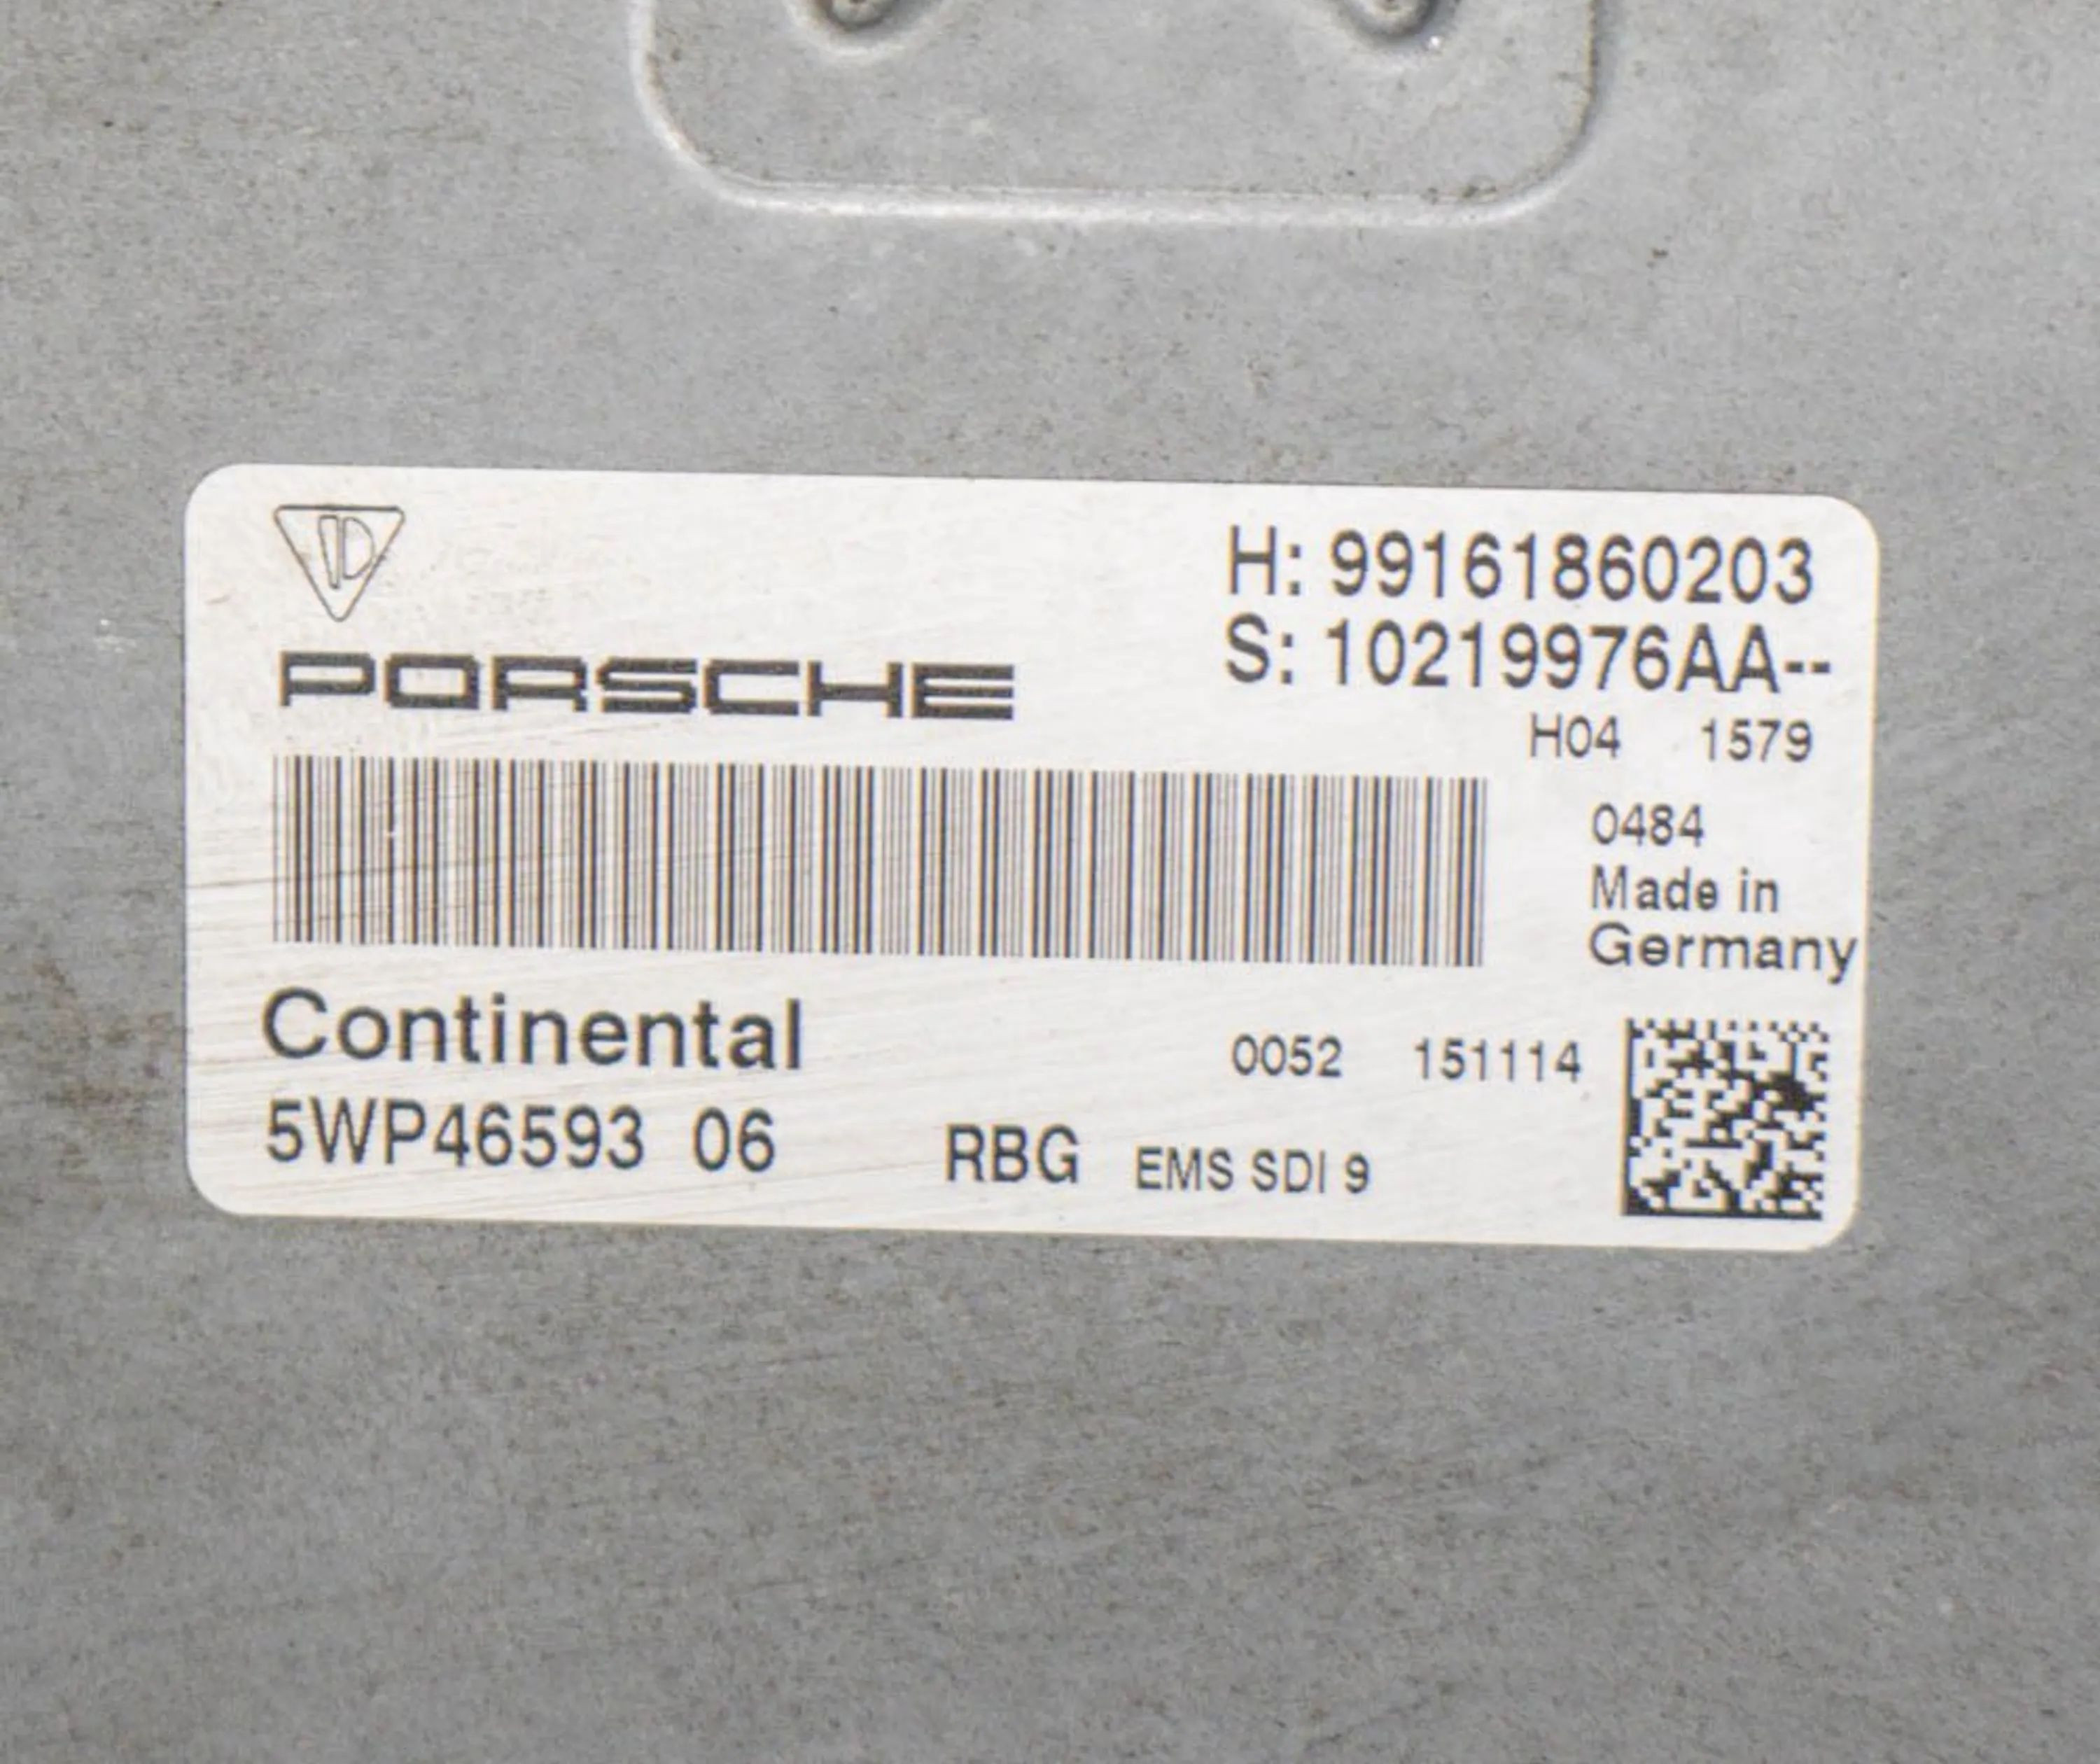 H: 99161860203
PORSCHE
S: 10219976AA--
H04 1579
0484
Made in
Germany
Continental
0052 151114
5WP46593 06 RBG EMS SDI 9